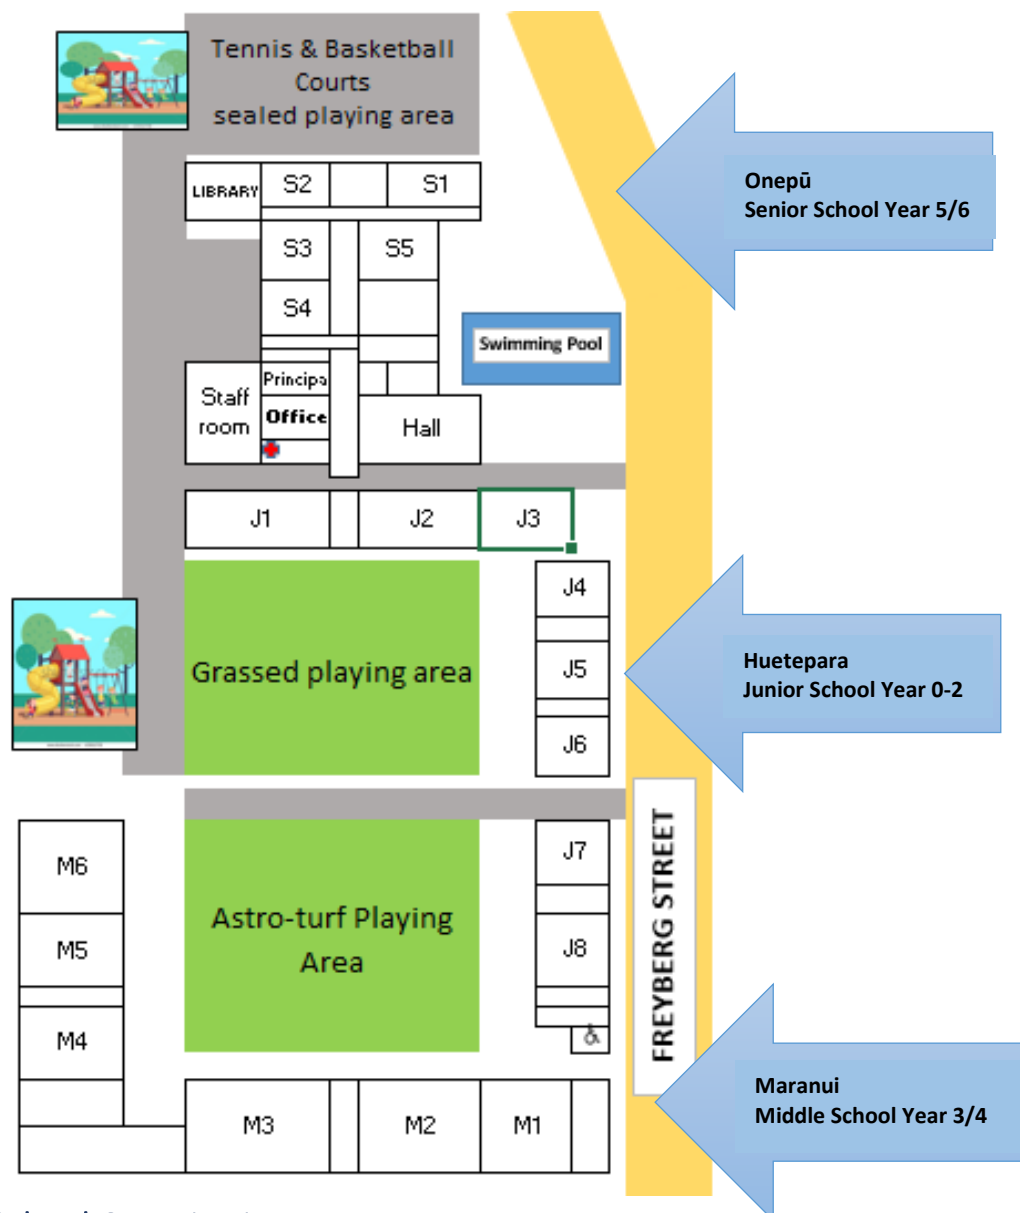 Tennis & Basketball
Courts
sealed playing area
Onepū
Senior School Year 5/6
LIBRARY
S2
S1
S3
S5
S4
Swimming Pool
Principa
Staff
room
Office
Hall
J1
J2
J3
J4
Grassed playing area
J5
J6
Huetepara
Junior School Year 0-2
FREYBERG STREET
M6
J7
Astro-turf Playing
Area
M5
J8
M4
M3
M2
M1
Maranui
Middle School Year 3/4